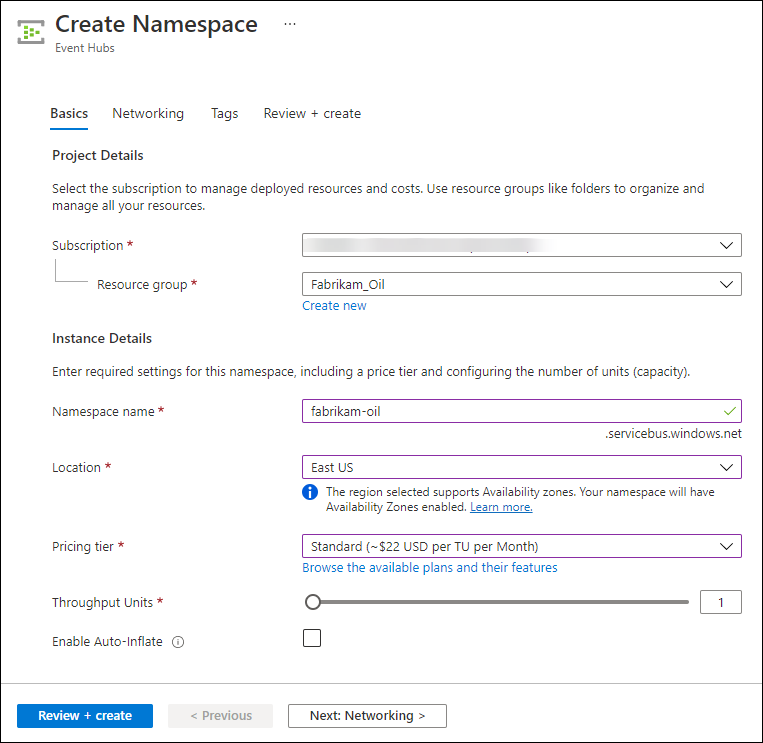 Create Namespace ...
Event Hubs
Basics Networking Tags Review + create
Project Details
Select the subscription to manage deployed resources and costs. Use resource groups like folders to organize and
manage all your resources.
Subscription *
Resource group * Fabrikam_Oil
Create new
Instance Details
Enter required settings for this namespace, including a price tier and configuring the number of units (capacity).
Namespace name * fabrikam-oil
.servicebus.windows.net
Location * East US
The region selected supports Availability zones. Your namespace will have
Availability Zones enabled. Learn more.
Pricing tier * Standard (~$22 USD per TU per Month)
Browse the available plans and their features
Throughput Units * 1
Enable Auto-Inflate
Review + create < Previous Next: Networking >